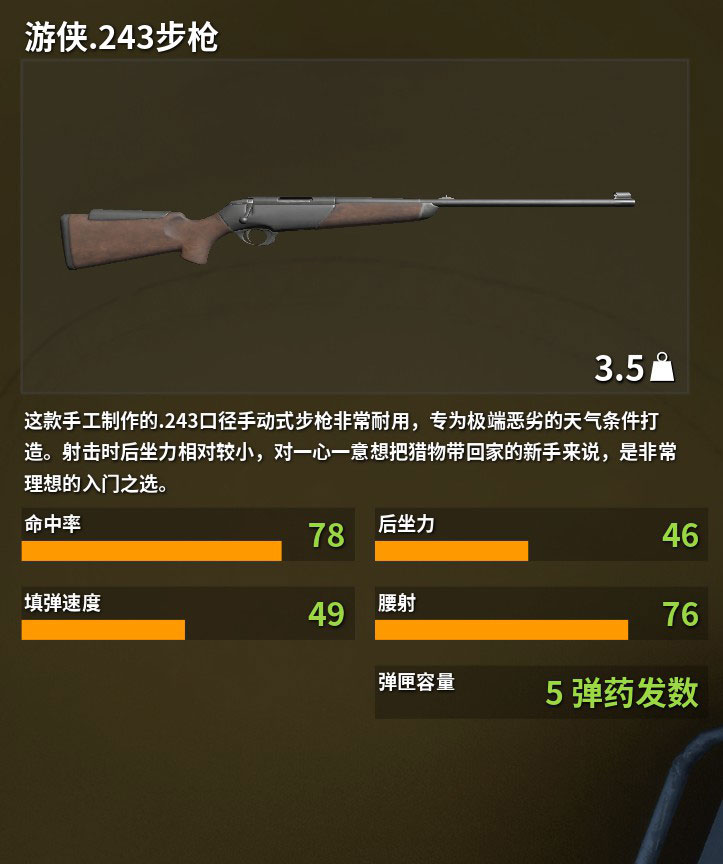 游侠.243步枪
3.5
这款手工制作的.243口径手动式步枪非常耐用，专为极端恶劣的天气条件打
造。射击时后坐力相对较小，对一心一意想把猎物带回家的新手来说，是非常
理想的入门之选。
命中率 78
后坐力 46
填弹速度 49
腰射 76
弹匣容量 5 弹药发数